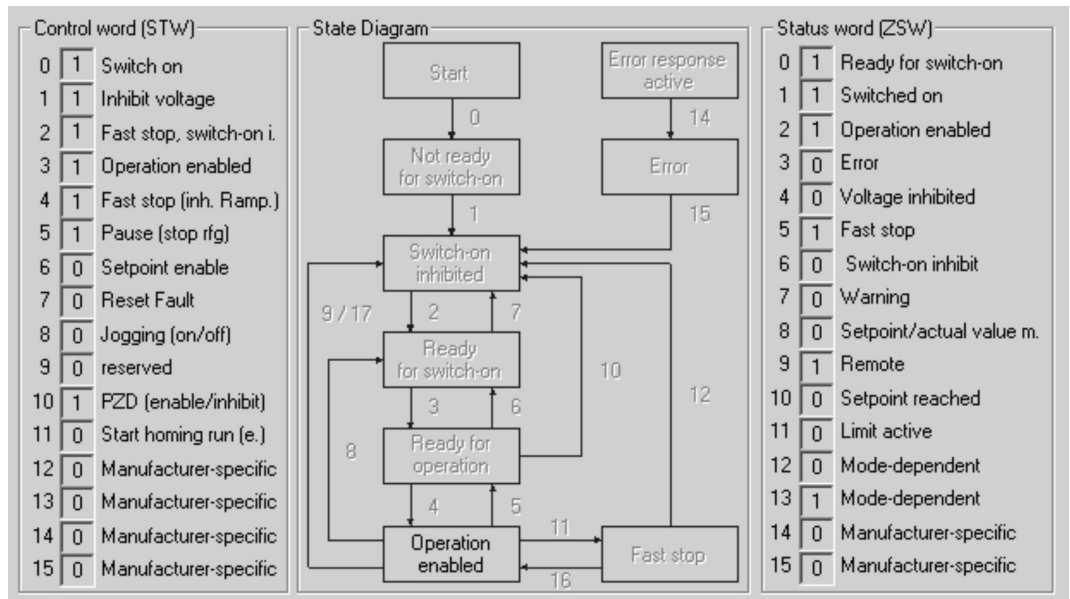 Control word (STW)
0 1 Switch on
1 1 Inhibit voltage
2 1 Fast stop, switch-on i.
3 1 Operation enabled
4 1 Fast stop (inh. Ramp.)
5 1 Pause (stop rfg)
6 0 Setpoint enable
7 0 Reset Fault
8 0 Jogging (on/off)
9 0 reserved
10 1 PZD (enable/inhibit)
11 0 Start homing run (e.)
12 0 Manufacturer-specific
13 0 Manufacturer-specific
14 0 Manufacturer-specific
15 0 Manufacturer-specific
State Diagram
Start
Error response
active
0
14
Not ready
for switch-on
Error
1
15
Switch-on
inhibited
9 / 17
2
7
Ready
for switch-on
10
12
3
6
Ready for
operation
8
4
5
Operation
enabled
11
16
Fast stop
Status word (ZSW)
0 1 Ready for switch-on
1 1 Switched on
2 1 Operation enabled
3 0 Error
4 0 Voltage inhibited
5 1 Fast stop
6 0 Switch-on inhibit
7 0 Warning
8 0 Setpoint/actual value m.
9 1 Remote
10 0 Setpoint reached
11 0 Limit active
12 0 Mode-dependent
13 1 Mode-dependent
14 0 Manufacturer-specific
15 0 Manufacturer-specific